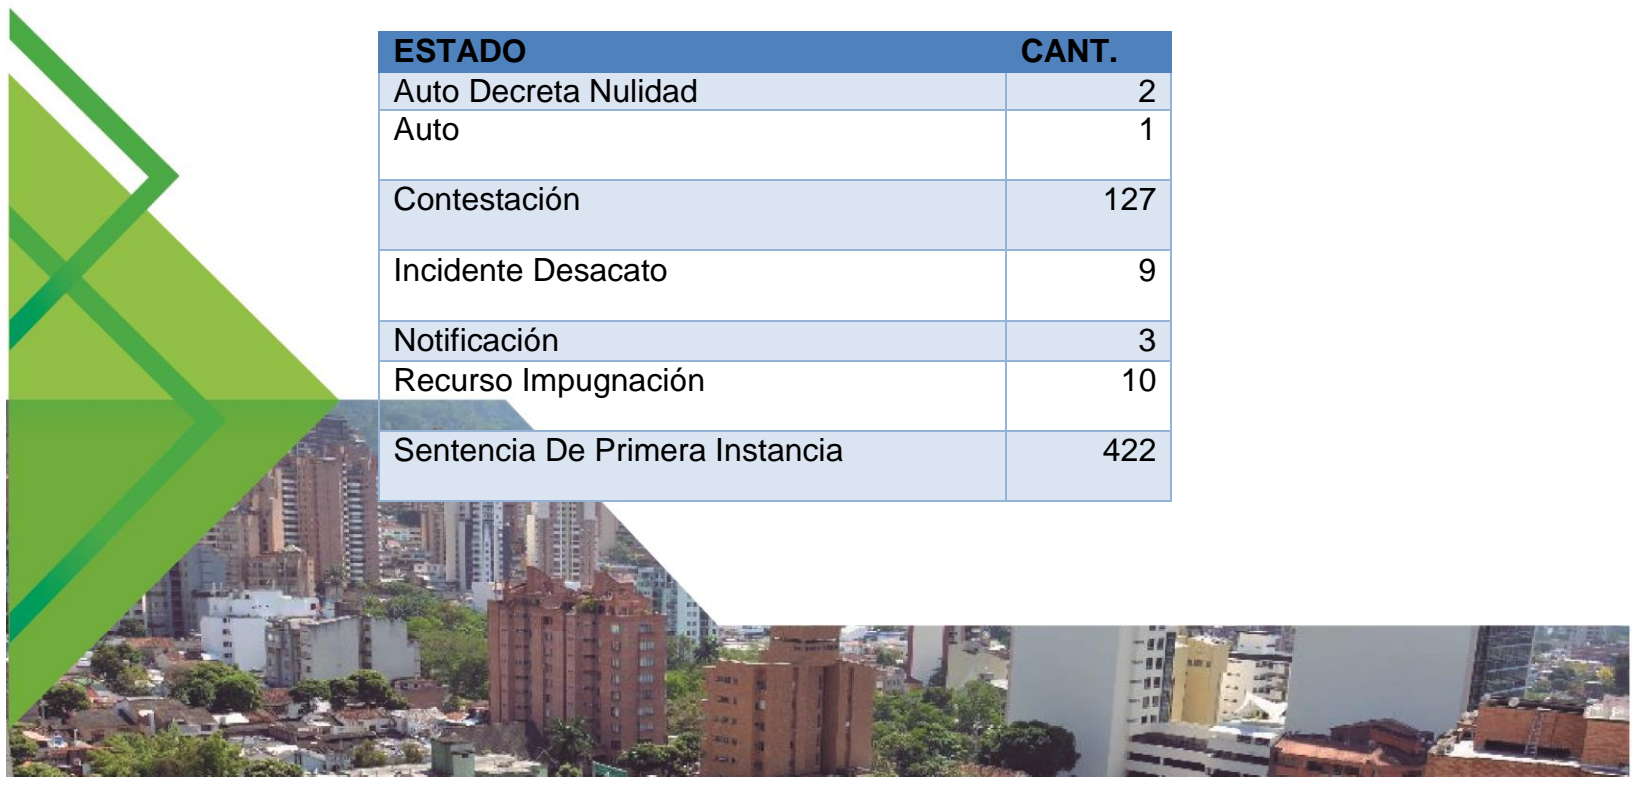 ESTADO CANT.
Auto Decreta Nulidad 2
Auto 1
Contestación 127
Incidente Desacato 9
Notificación 3
Recurso Impugnación 10
Sentencia De Primera Instancia 422